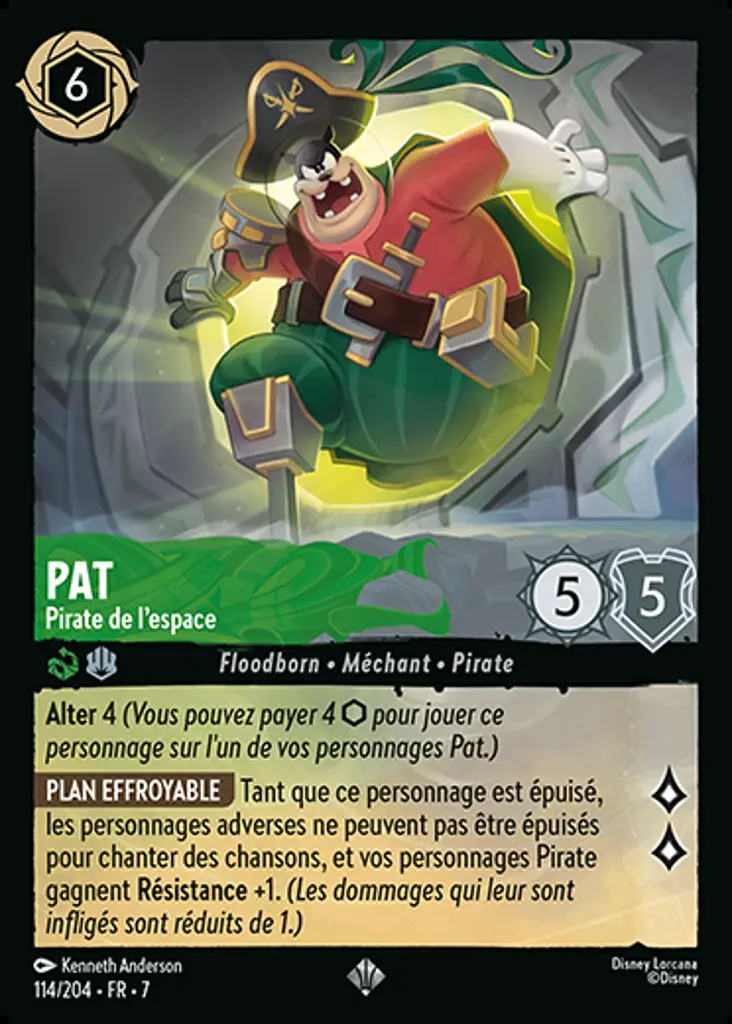 6
PAT
Pirate de l'espace
5
5
Floodborn • Méchant • Pirate
Alter 4 (Vous pouvez payer 4 pour jouer ce
personnage sur l'un de vos personnages Pat.)
PLAN EFFROYABLE Tant que ce personnage est épuisé,
les personnages adverses ne peuvent pas être épuisés
pour chanter des chansons, et vos personnages Pirate
gagnent Résistance +1. (Les dommages qui leur sont
infligés sont réduits de 1.)
Kenneth Anderson
114/204 • FR • 7
Disney Lorcana
©Disney